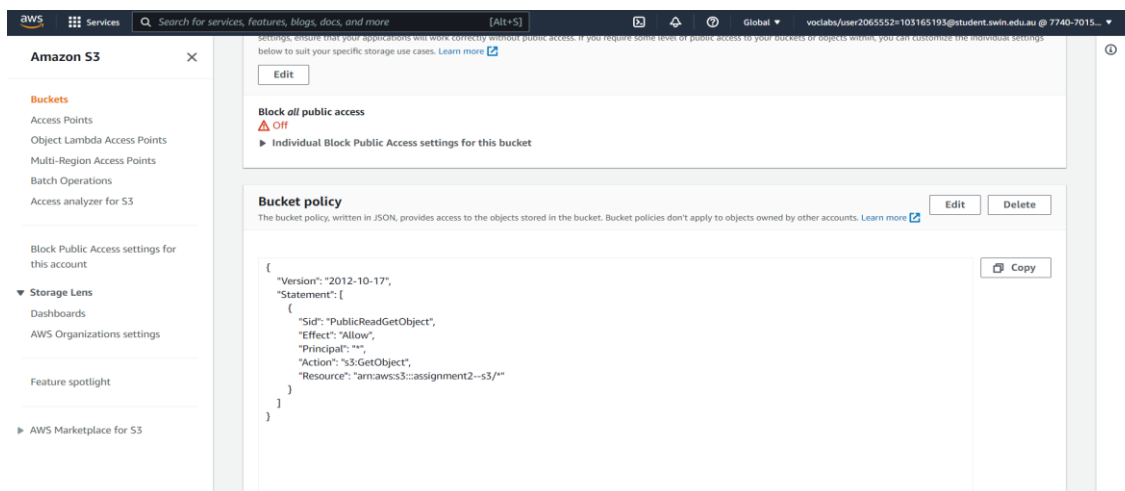 aws
Services
Search for services, features, blogs, docs, and more
[Alt+S]
Global ▼
voclabs/user2065552=103165193@student.swin.edu.au @ 7740-7015... ▼
Amazon S3
Buckets
Access Points
Object Lambda Access Points
Multi-Region Access Points
Batch Operations
Access analyzer for S3
Block Public Access settings for
this account
▼ Storage Lens
Dashboards
AWS Organizations settings
Feature spotlight
▶ AWS Marketplace for S3
settings, ensure that your applications will work correctly without public access. If you require some level of public access to your buckets or objects within, you can customize the individual settings
below to suit your specific storage use cases. Learn more
Edit
Block all public access
Off
▶ Individual Block Public Access settings for this bucket
Bucket policy
The bucket policy, written in JSON, provides access to the objects stored in the bucket. Bucket policies don't apply to objects owned by other accounts. Learn more
Edit
Delete
Copy
{
"Version": "2012-10-17",
"Statement": [
{
"Sid": "PublicReadGetObject",
"Effect": "Allow",
"Principal": "*",
"Action": "s3:GetObject",
"Resource": "arn:aws:s3:::assignment2--s3/*"
}
]
}